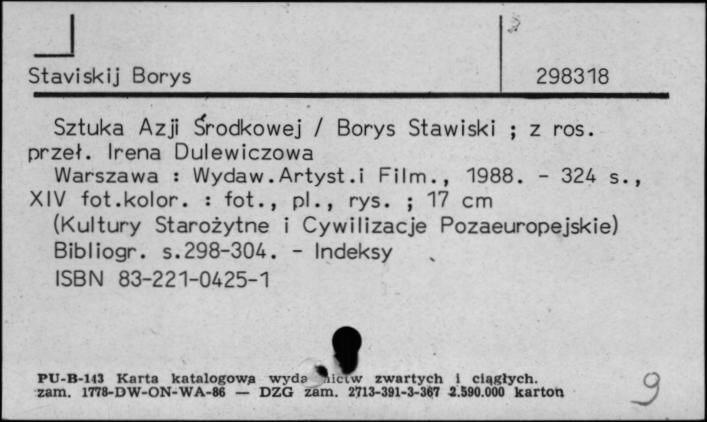 Staviskij Borys 298318
Sztuka Azji Środkowej / Borys Stawiski ; z ros.
przeł. Irena Dulewiczowa
Warszawa : Wydaw.Artyst.i Film., 1988. - 324 s.,
XIV fot.kolor. : fot., pl., rys. ; 17 cm
(Kultury Starożytne i Cywilizacje Pozaeuropejskie)
Bibliogr. s.298-304. - Indeksy
ISBN 83-221-0425-1
PU-B-143 Karta katalogowa zwartych i ciągłych.
zam. 1778-DW-ON-WA-86 — DZG zam. 2713-391-3-367 2.590.000 karton
9